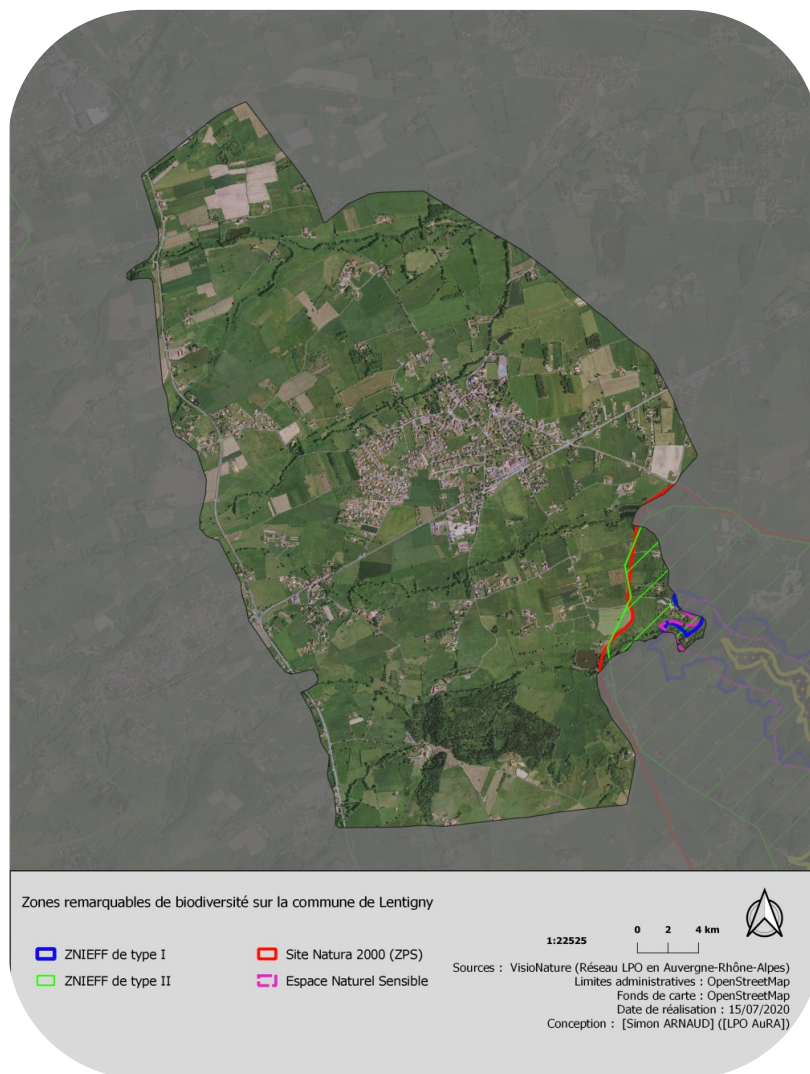 Zones remarquables de biodiversité sur la commune de Lentigny
ZNIEFF de type I
ZNIEFF de type II
Site Natura 2000 (ZPS)
Espace Naturel Sensible
1:22525
0 2 4 km
Sources : VisioNature (Réseau LPO en Auvergne-Rhône-Alpes)
Limites administratives : OpenStreetMap
Fonds de carte : OpenStreetMap
Date de réalisation : 15/07/2020
Conception : [Simon ARNAUD] ([LPO AuRA])